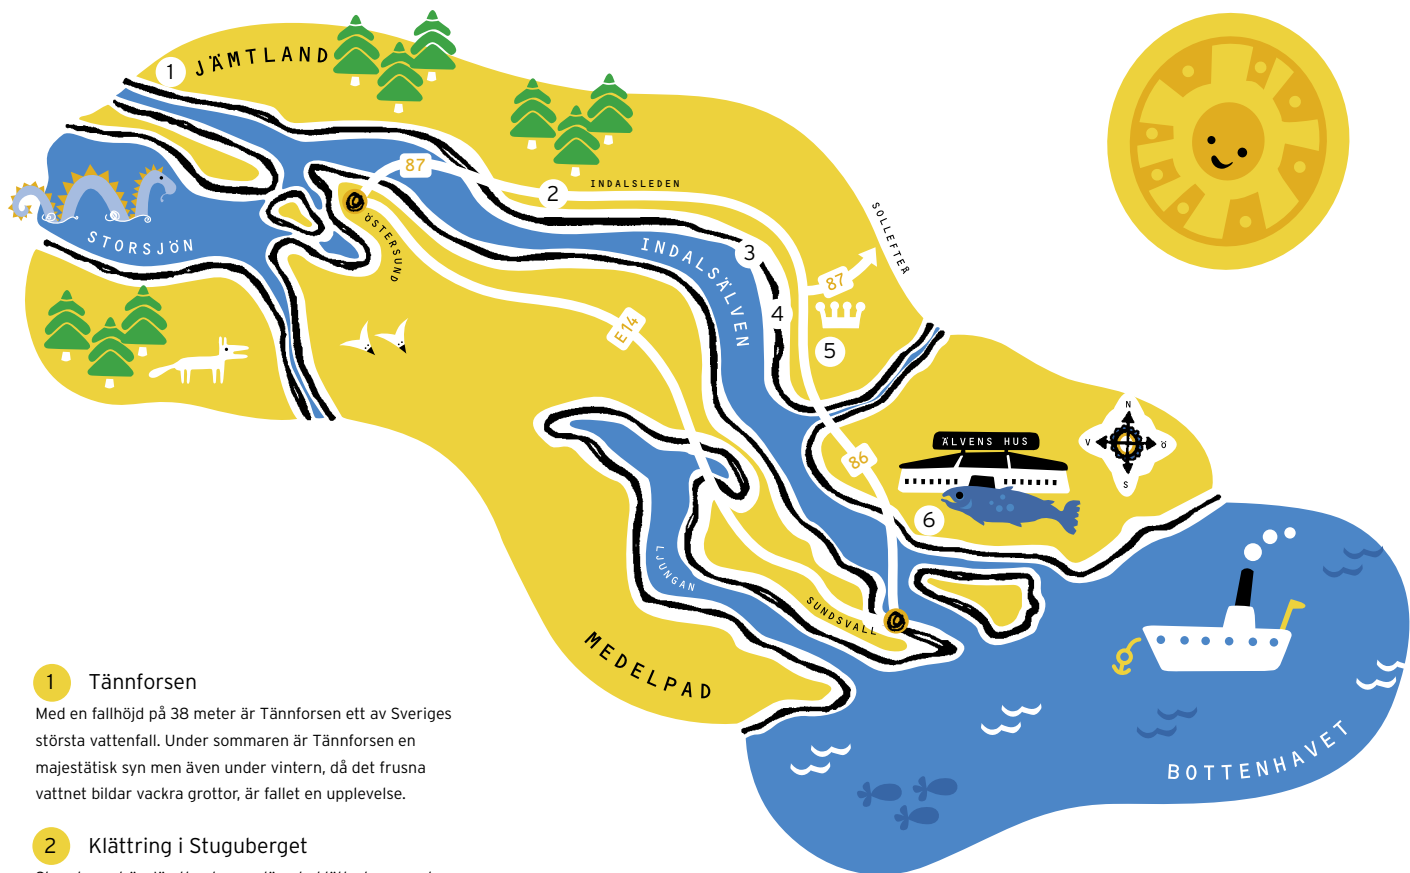 1
JÄMTLAND
87
2
INDALSLEDEN
SOLLEFTER
ÖSTERSUND
STORSJÖN
INDALSÄLVEN
3
87
4
5
E14
N
V
Ö
S
ÄLVENS HUS
86
6
LJUNGAN
SUNDSVALL
MEDELPAD
BOTTENHAVET
1 Tännforsen
Med en fallhöjd på 38 meter är Tännforsen ett av Sveriges
största vattenfall. Under sommaren är Tännforsen en
majestätisk syn men även under vintern, då det frusna
vattnet bildar vackra grottor, är fallet en upplevelse.
2 Klättring i Stuguberget